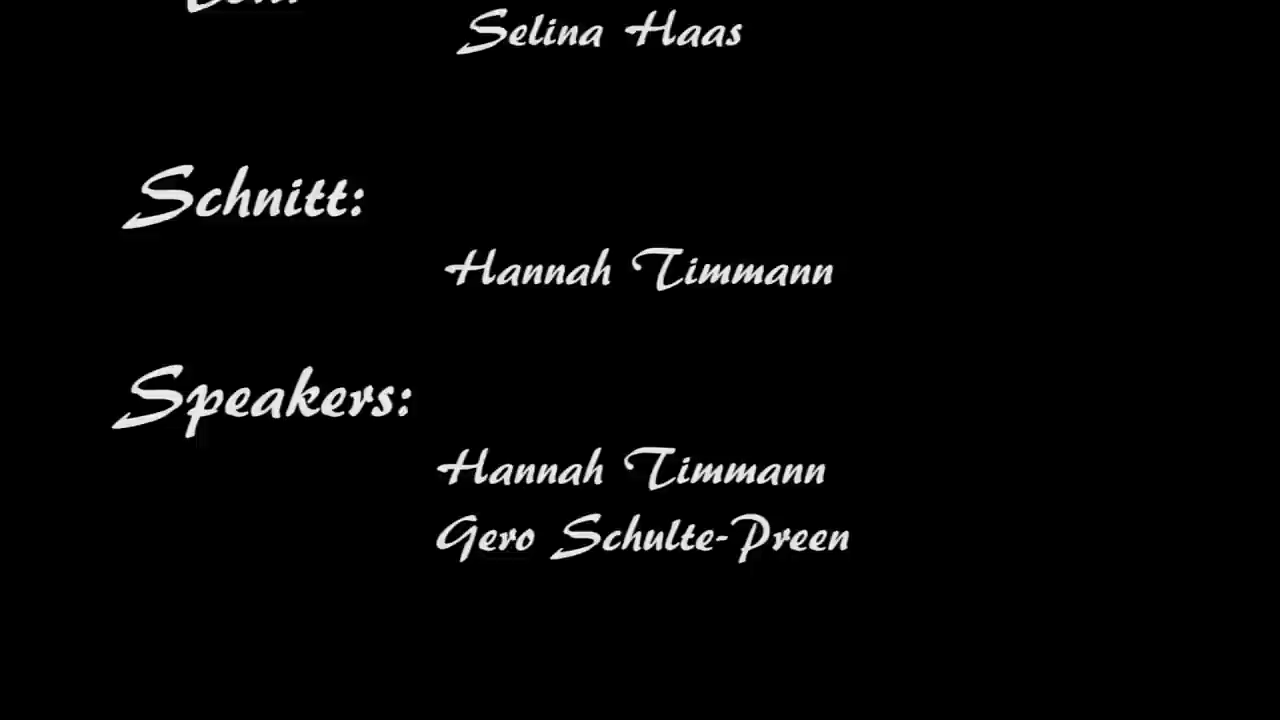 Selina Haas
Schnitt:
Hannah Timmann
Speakers:
Hannah Timmann
Gero Schulte-Preen